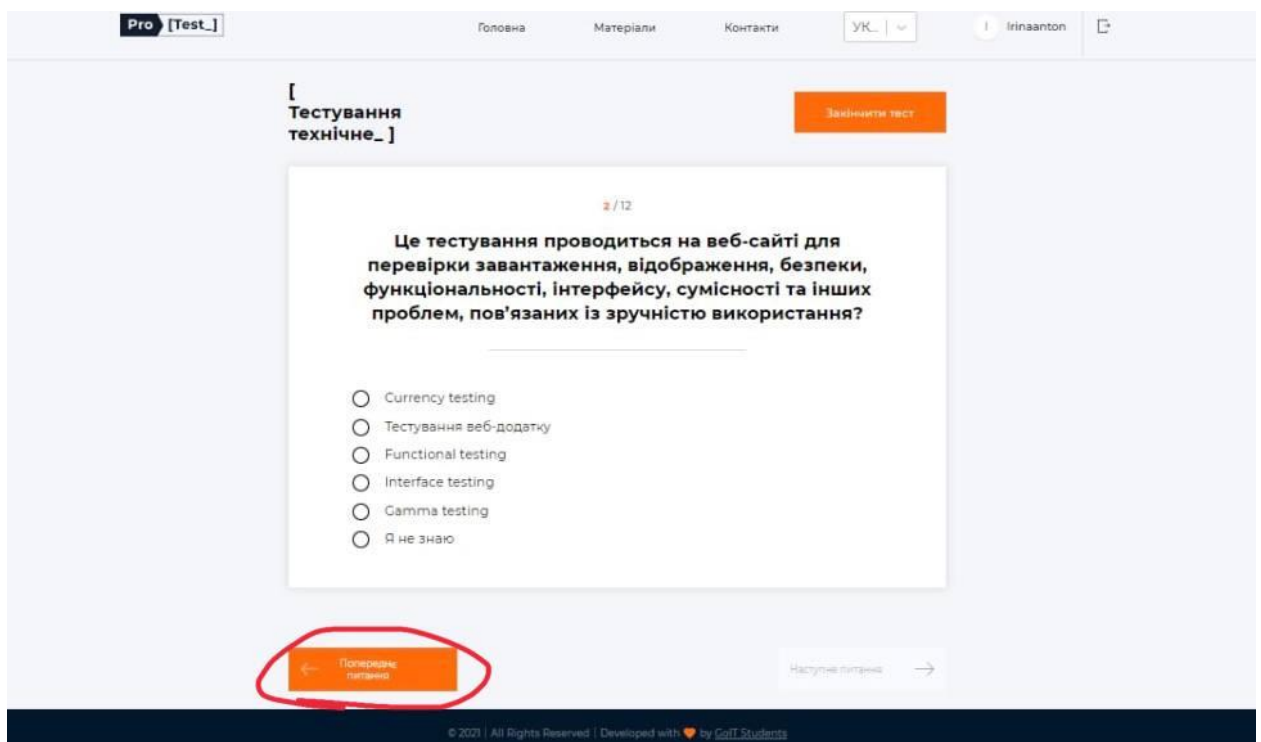 Pro [Test_]
Головна
Матеріали
Контакти
УК...
I
Irinaanton
[
Тестування
технічне_ ]
Закінчити тест
2 / 12
Це тестування проводиться на веб-сайті для
перевірки завантаження, відображення, безпеки,
функціональності, інтерфейсу, сумісності та інших
проблем, пов’язаних із зручністю використання?
Currency testing
Тестування веб-додатку
Functional testing
Interface testing
Gamma testing
Я не знаю
Попереднє
питання
Наступне питання
© 2021 | All Rights Reserved | Developed with 🧡 by GoIT Students